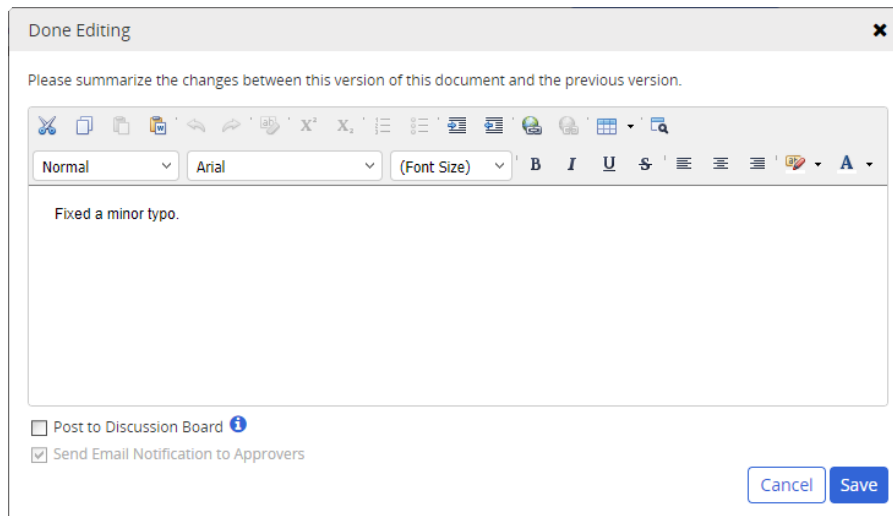 Done Editing
Please summarize the changes between this version of this document and the previous version.
Normal Arial (Font Size) B I U S A
Fixed a minor typo.
Post to Discussion Board
Send Email Notification to Approvers
Cancel Save